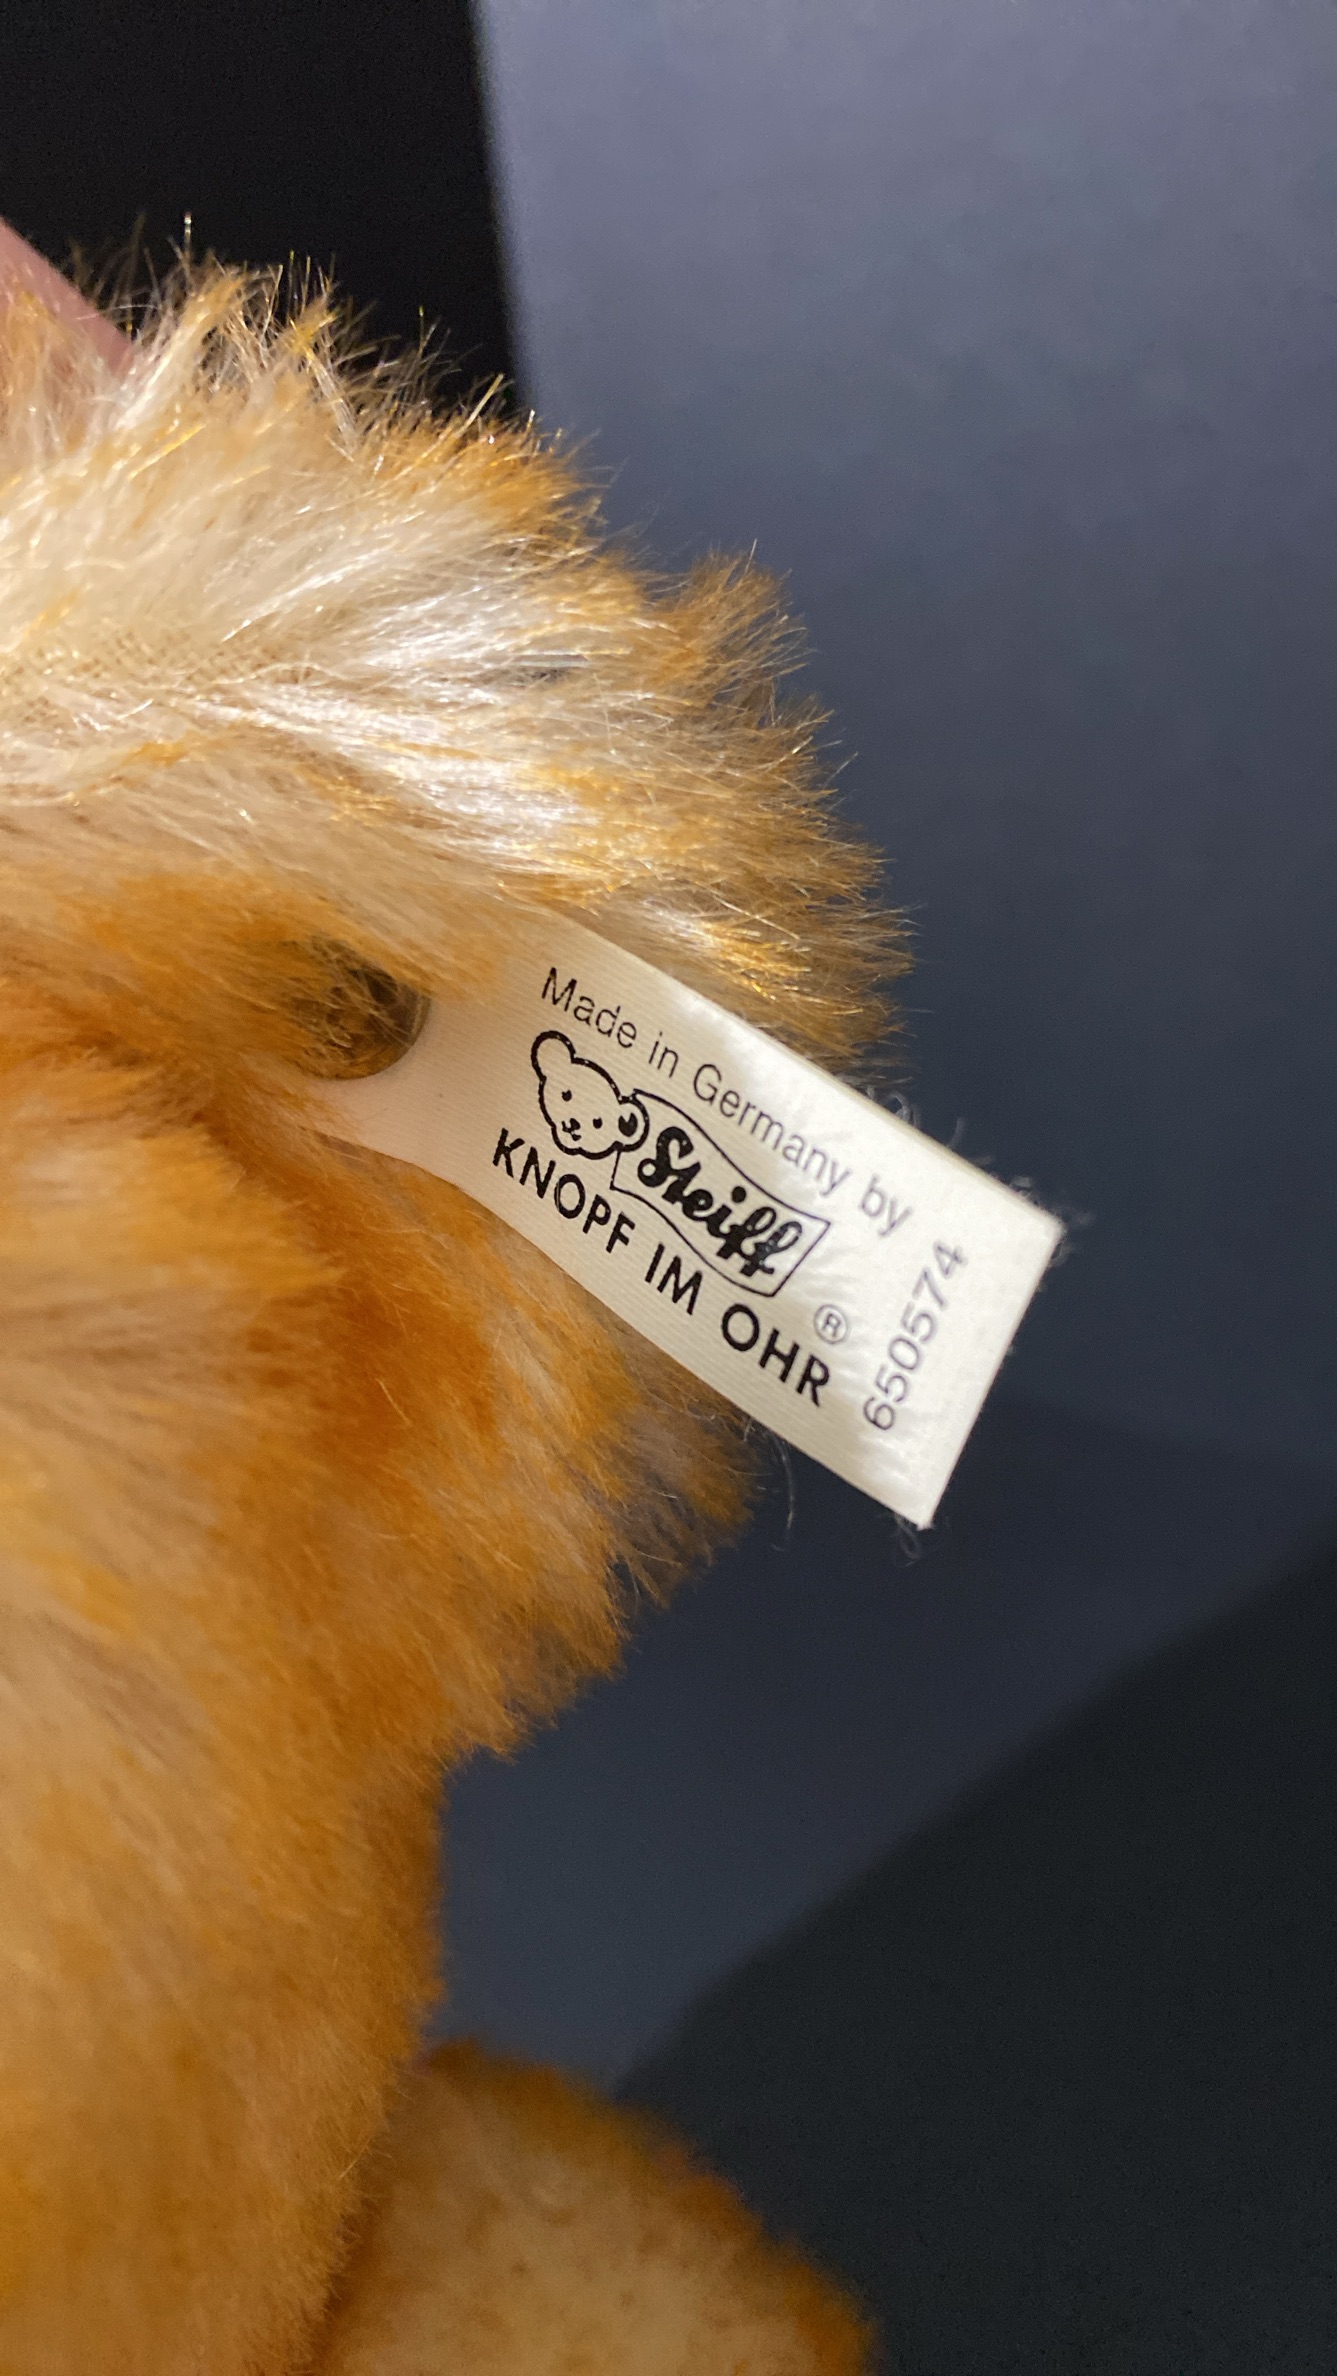 Made in Germany by
Steiff ®
KNOPF IM OHR
650574